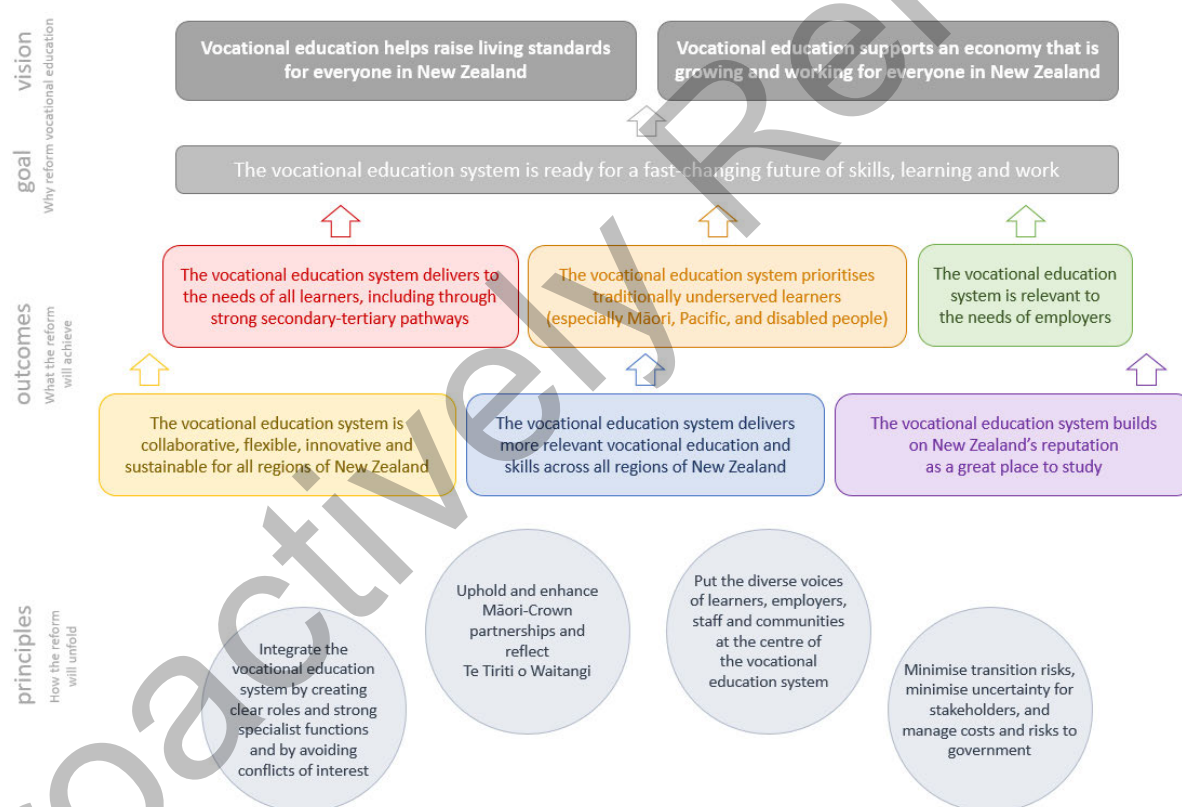 vision
Why reform vocational education
Vocational education helps raise living standards
for everyone in New Zealand
Vocational education supports an economy that is
growing and working for everyone in New Zealand
goal
The vocational education system is ready for a fast-changing future of skills, learning and work
outcomes
What the reform
will achieve
The vocational education system delivers to
the needs of all learners, including through
strong secondary-tertiary pathways
The vocational education system prioritises
traditionally underserved learners
(especially Māori, Pacific, and disabled people)
The vocational education
system is relevant to
the needs of employers
The vocational education system is
collaborative, flexible, innovative and
sustainable for all regions of New Zealand
The vocational education system delivers
more relevant vocational education and
skills across all regions of New Zealand
The vocational education system builds
on New Zealand's reputation
as a great place to study
principles
How the reform
will unfold
Integrate the
vocational education
system by creating
clear roles and strong
specialist functions
and by avoiding
conflicts of interest
Uphold and enhance
Māori-Crown
partnerships and
reflect
Te Tiriti o Waitangi
Put the diverse voices
of learners, employers,
staff and communities
at the centre of
the vocational
education system
Minimise transition risks,
minimise uncertainty for
stakeholders, and
manage costs and risks to
government
oactively Rel